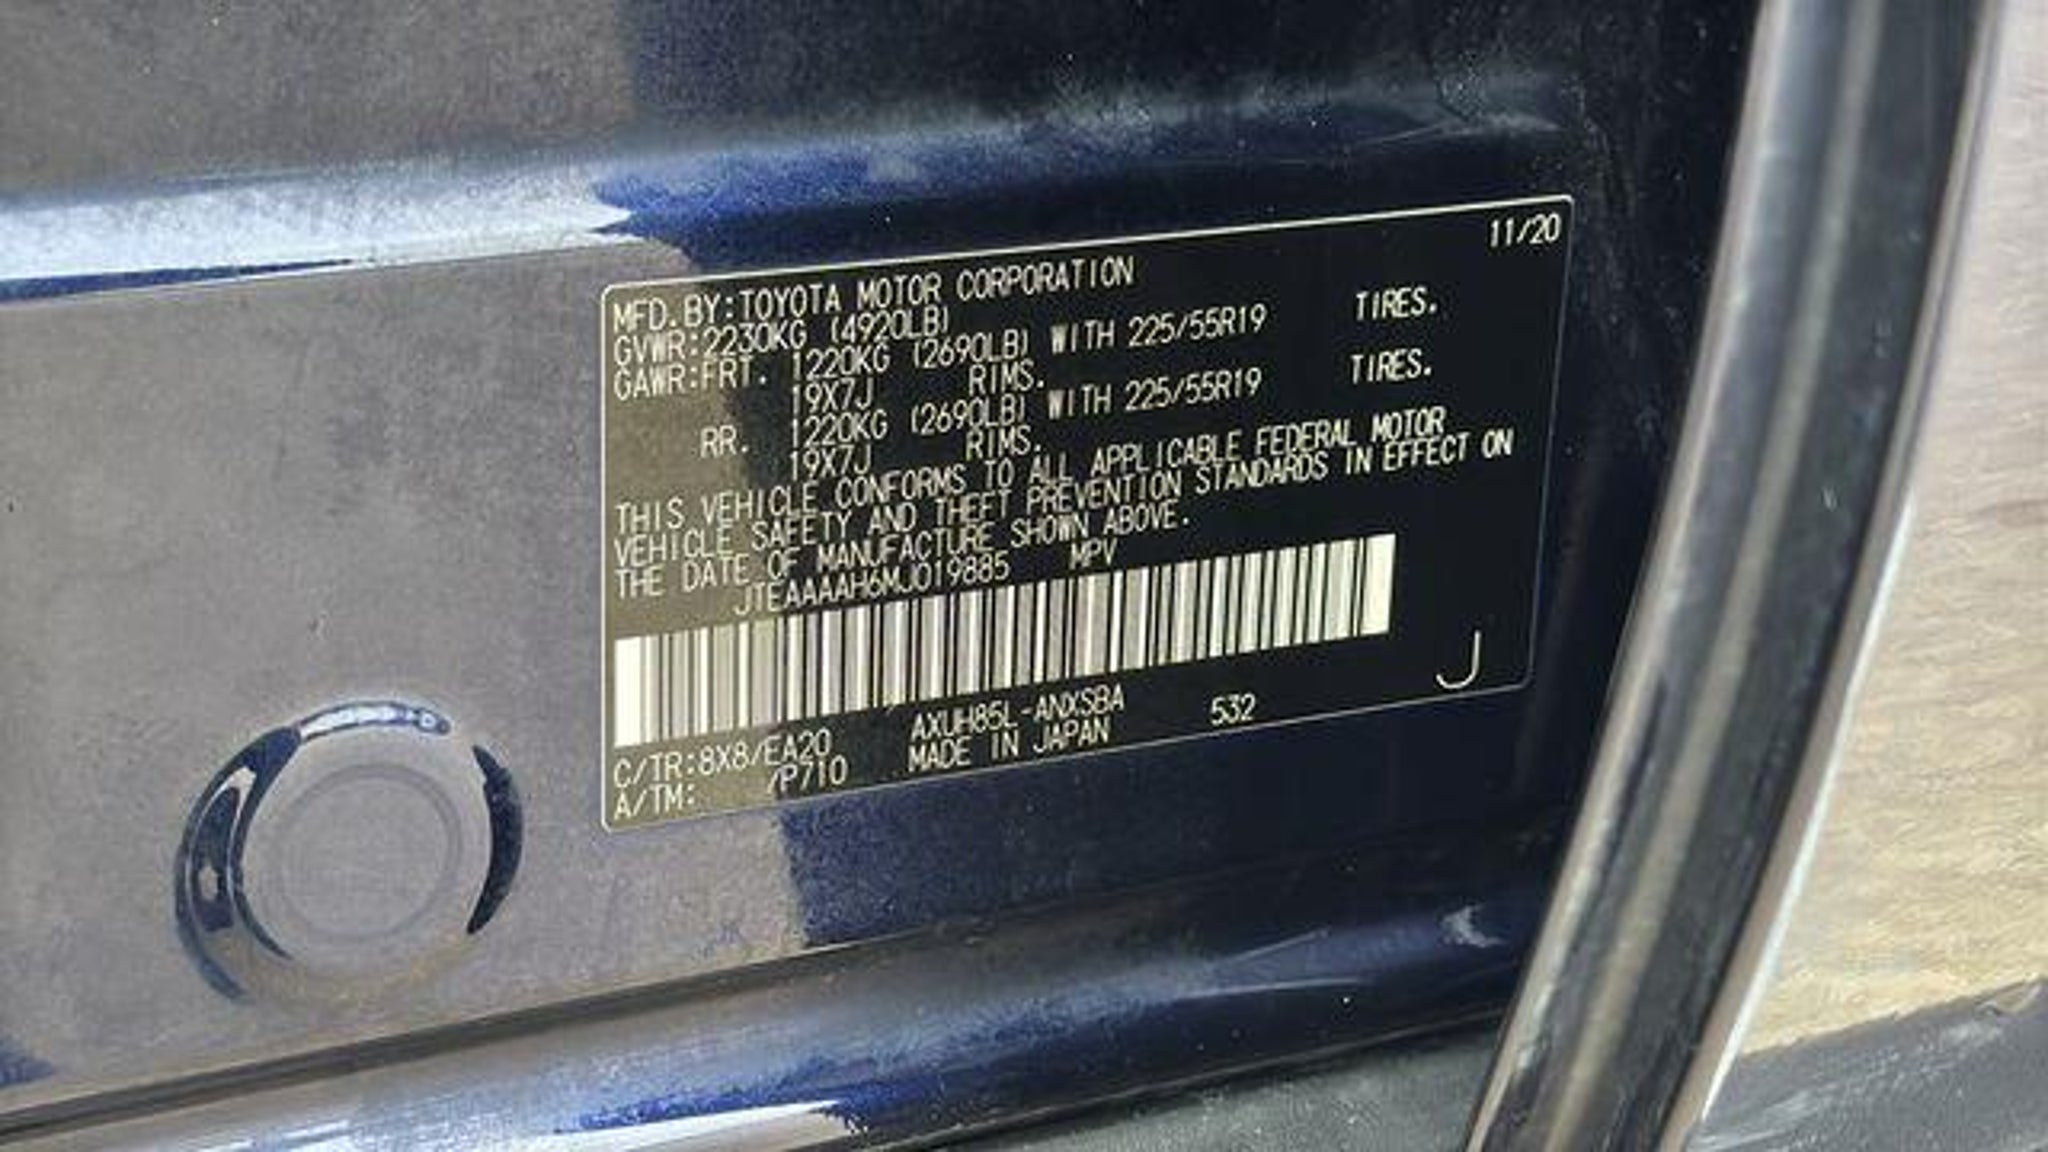 11/20
MFD. BY:TOYOTA MOTOR CORPORATION
GVWR:2230KG (4920LB)
GAWR:FRT. 1220KG (2690LB) WITH 225/55R19 TIRES.
19X7J RIMS.
RR. 1220KG (2690LB) WITH 225/55R19 TIRES.
19X7J RIMS.
THIS VEHICLE CONFORMS TO ALL APPLICABLE FEDERAL MOTOR
VEHICLE SAFETY AND THEFT PREVENTION STANDARDS IN EFFECT ON
THE DATE OF MANUFACTURE SHOWN ABOVE.
JTEAAAAH6MJ019885 MPV
J
C/TR:8X8/EA20 AXUH85L-ANXSBA 532
A/TM: /P710 MADE IN JAPAN